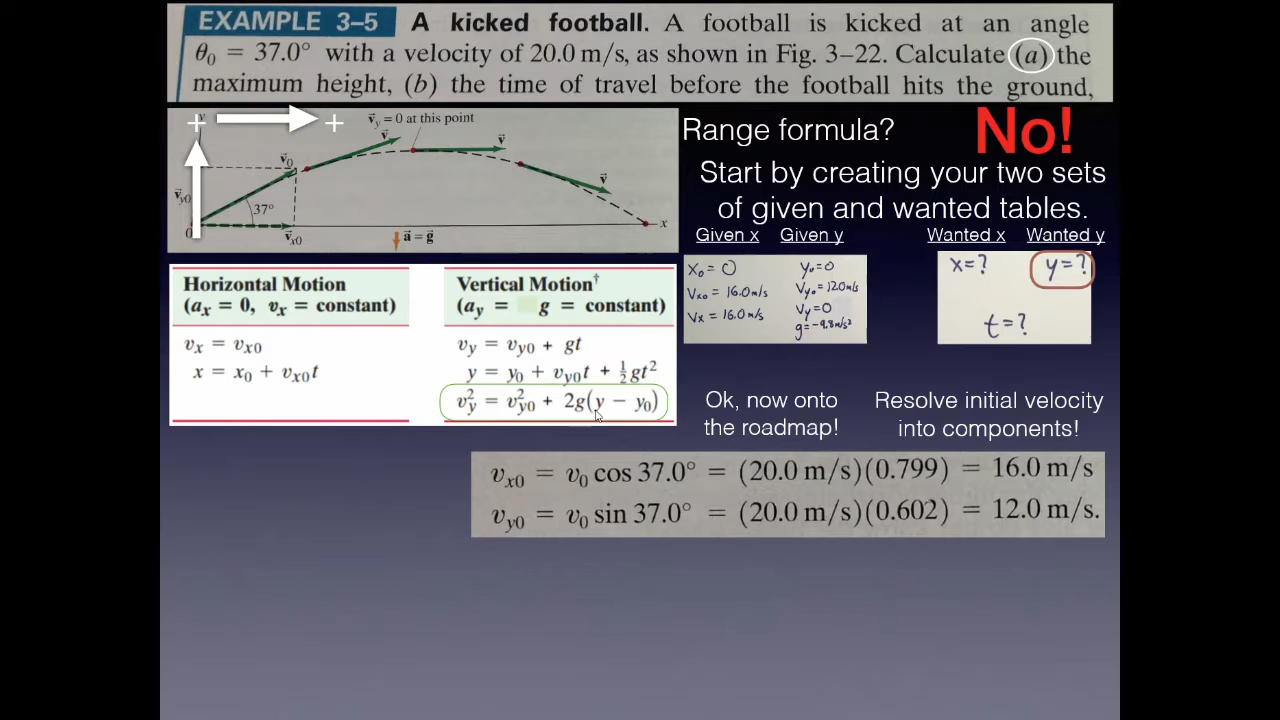 EXAMPLE 3–5 A kicked football. A football is kicked at an angle
θ₀ = 37.0° with a velocity of 20.0 m/s, as shown in Fig. 3–22. Calculate (a) the
maximum height, (b) the time of travel before the football hits the ground,
y
+ +
v⃗y = 0 at this point
v⃗
v⃗
v⃗0
v⃗
v⃗y0
37°
0
x
v⃗x0
a⃗ = g⃗
Range formula? No!
Start by creating your two sets
of given and wanted tables.
Given x Given y Wanted x Wanted y
x₀ = 0 y₀ = 0 x = ? y = ?
Vx₀ = 16.0 m/s Vy₀ = 12.0 m/s
Vx = 16.0 m/s Vy = 0
g = -9.8 m/s² t = ?
Horizontal Motion
(ax = 0, vx = constant)
vx = vx0
x = x0 + vx0t
Vertical Motion†
(ay = g = constant)
vy = vy0 + gt
y = y0 + vy0t + ½gt²
vy² = vy0² + 2g(y − y0)
Ok, now onto
the roadmap!
Resolve initial velocity
into components!
vx0 = v0 cos 37.0° = (20.0 m/s)(0.799) = 16.0 m/s
vy0 = v0 sin 37.0° = (20.0 m/s)(0.602) = 12.0 m/s.